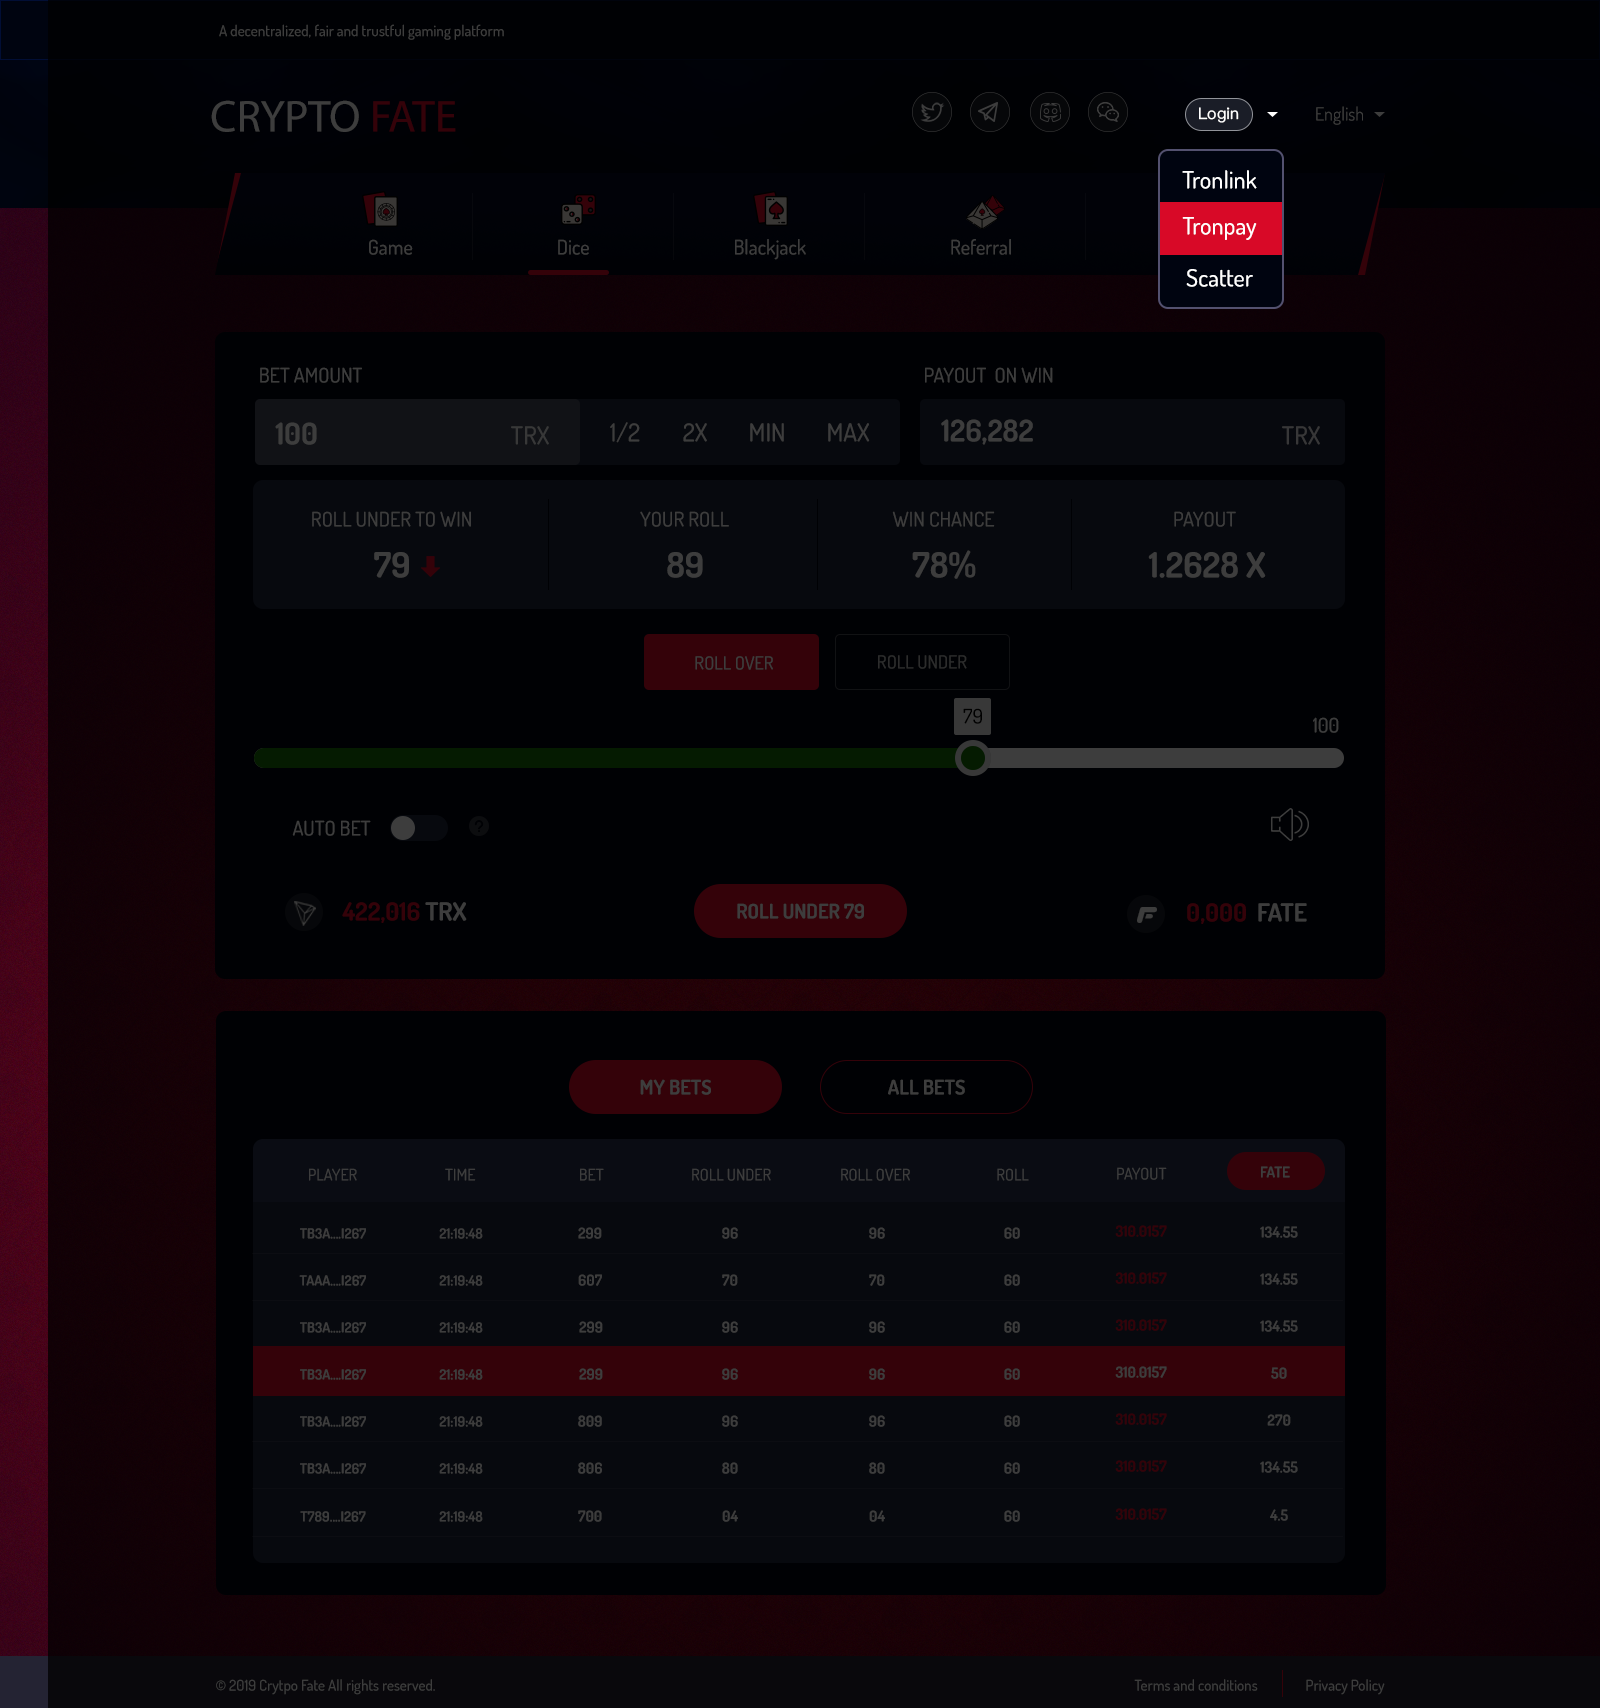 A decentralized, fair and trustful gaming platform
CRYPTO FATE
Login
English
Tronlink
Tronpay
Scatter
Game
Dice
Blackjack
Referral
BET AMOUNT
PAYOUT ON WIN
100 TRX 1/2 2X MIN MAX
126,282 TRX
ROLL UNDER TO WIN YOUR ROLL WIN CHANCE PAYOUT
79 89 78% 1.2628 X
ROLL OVER ROLL UNDER
79
100
AUTO BET ?
422,016 TRX
ROLL UNDER 79
0,000 FATE
MY BETS ALL BETS
PLAYER TIME BET ROLL UNDER ROLL OVER ROLL PAYOUT FATE
TB3A....I267 21:19:48 299 96 96 60 310.0157 134.55
TAAA....I267 21:19:48 607 70 70 60 310.0157 134.55
TB3A....I267 21:19:48 299 96 96 60 310.0157 134.55
TB3A....I267 21:19:48 299 96 96 60 310.0157 50
TB3A....I267 21:19:48 809 96 96 60 310.0157 270
TB3A....I267 21:19:48 806 80 80 60 310.0157 134.55
T789....I267 21:19:48 700 04 04 60 310.0157 4.5
© 2019 Crytpo Fate All rights reserved.
Terms and conditions
Privacy Policy